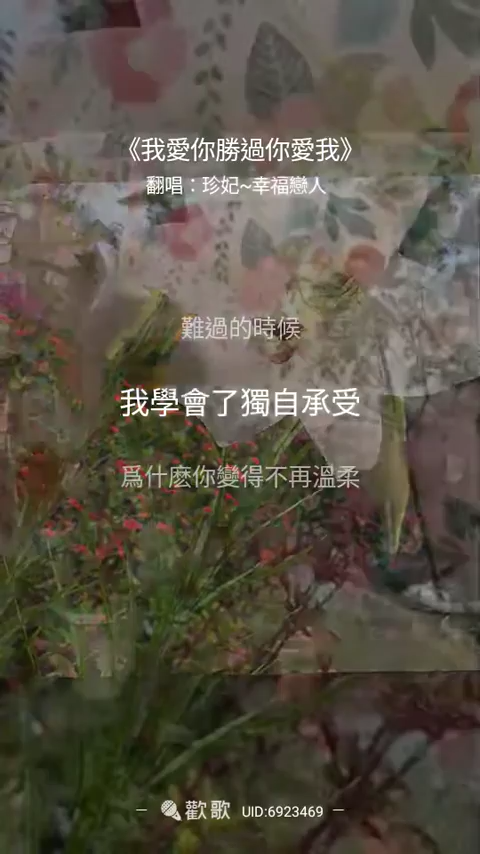 《我愛你勝過你愛我》
翻唱：珍妃~幸福戀人
難過的時候
我學會了獨自承受
爲什麽你變得不再溫柔
歡歌 UID:6923469